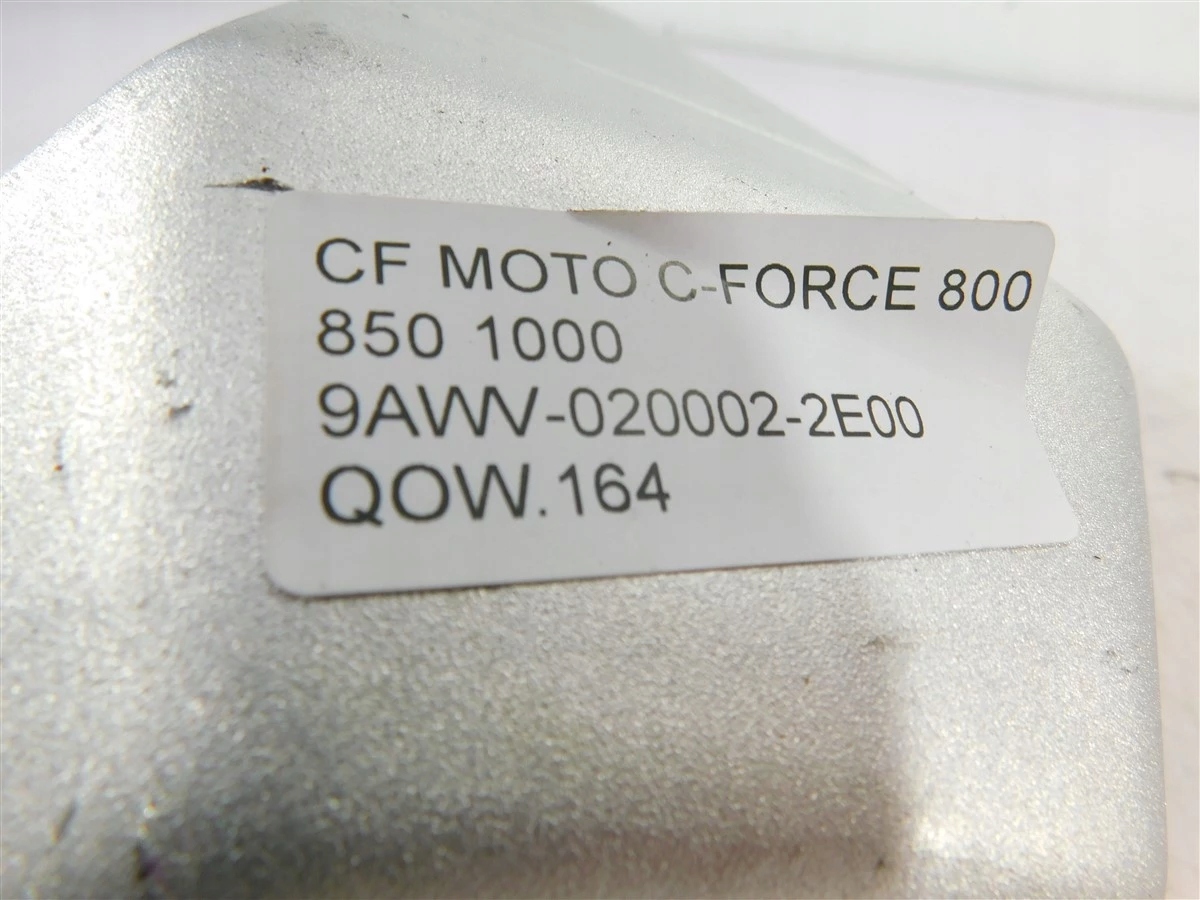 CF MOTO C-FORCE 800
850 1000
9AWV-020002-2E00
QOW.164